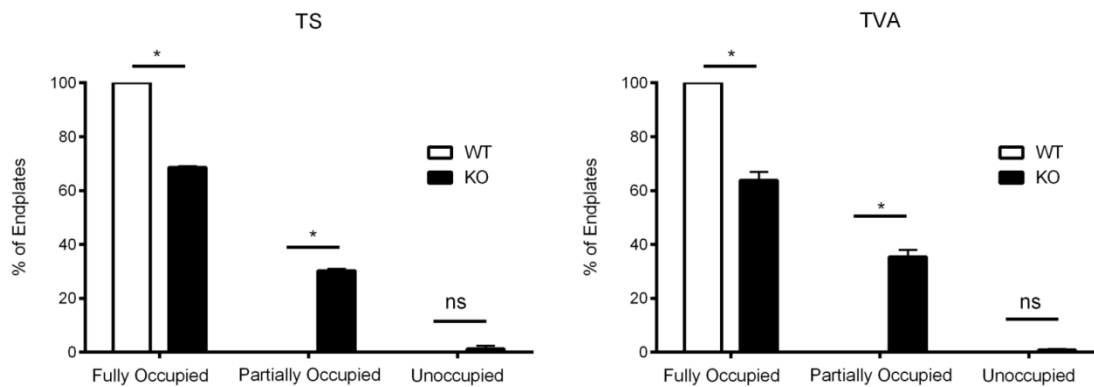 TS
*
*
ns
% of Endplates
100
80
60
40
20
0
WT
KO
Fully Occupied
Partially Occupied
Unoccupied
TVA
*
*
ns
% of Endplates
100
80
60
40
20
0
WT
KO
Fully Occupied
Partially Occupied
Unoccupied